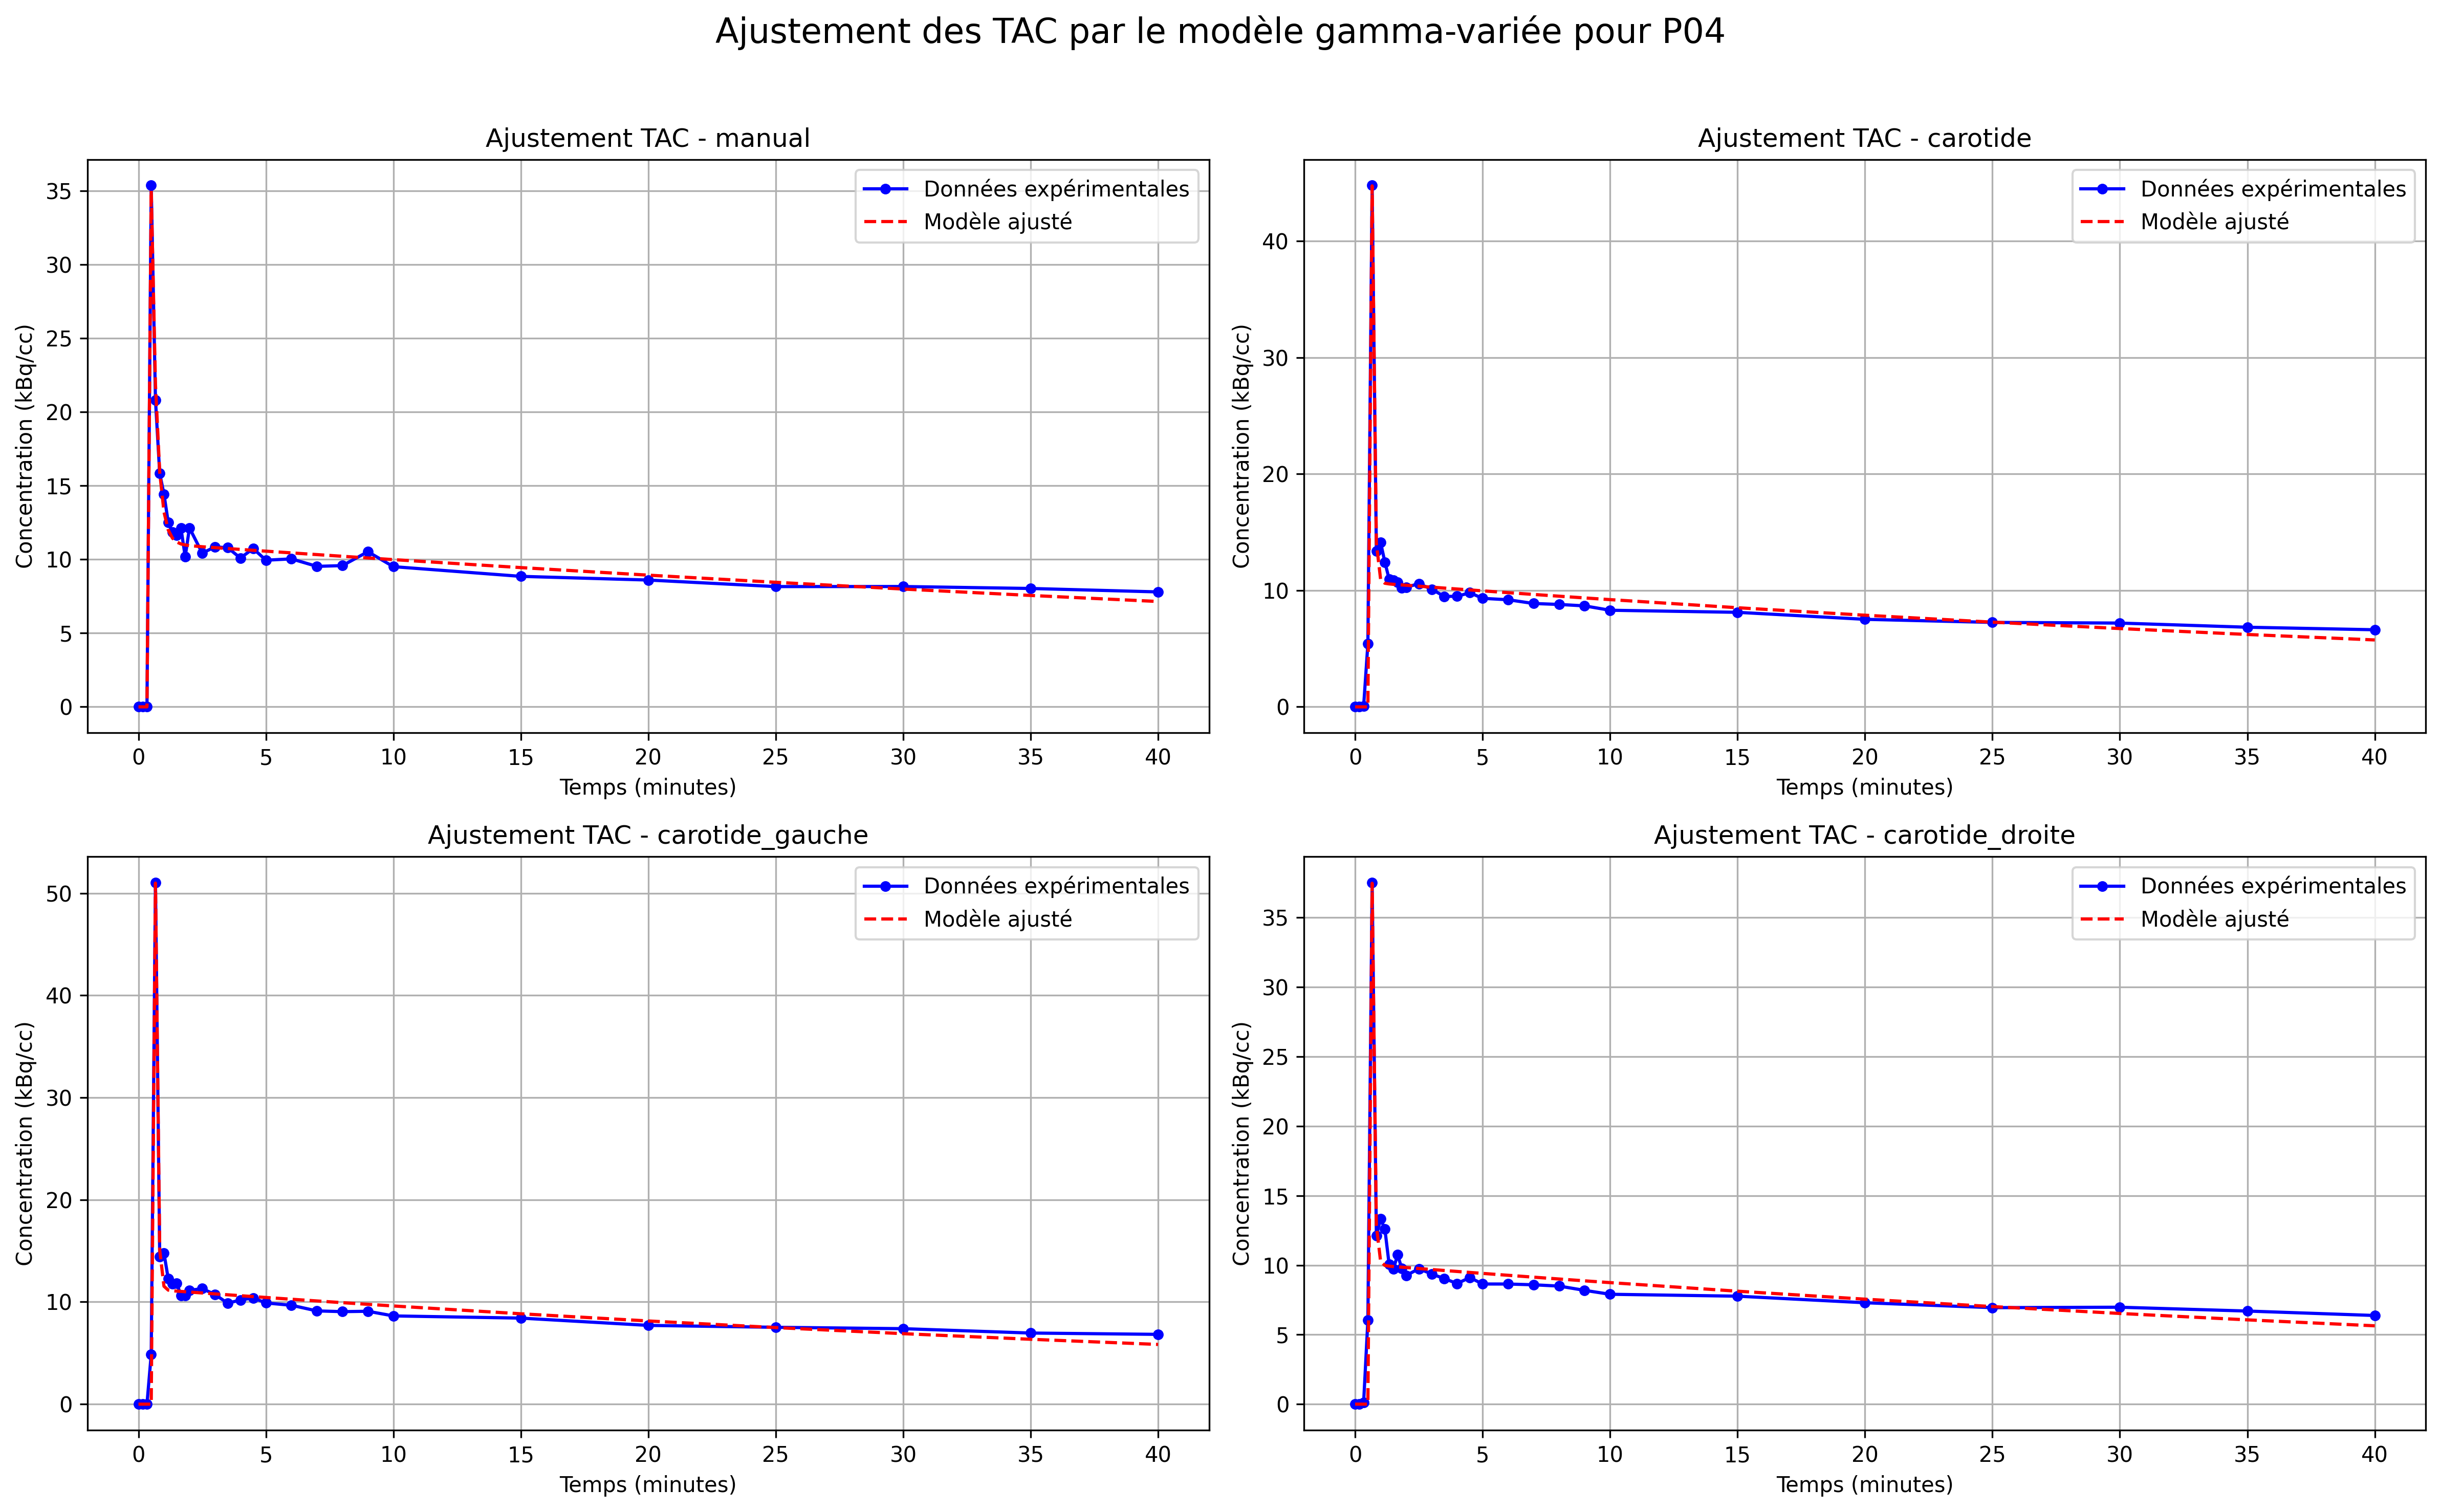 Ajustement des TAC par le modèle gamma-variée pour P04
Ajustement TAC - manual
Concentration (kBq/cc)
35
30
25
20
15
10
5
0
Données expérimentales
Modèle ajusté
0 5 10 15 20 25 30 35 40
Temps (minutes)
Ajustement TAC - carotide
Concentration (kBq/cc)
40
30
20
10
0
Données expérimentales
Modèle ajusté
0 5 10 15 20 25 30 35 40
Temps (minutes)
Ajustement TAC - carotide_gauche
Concentration (kBq/cc)
50
40
30
20
10
0
Données expérimentales
Modèle ajusté
0 5 10 15 20 25 30 35 40
Temps (minutes)
Ajustement TAC - carotide_droite
Concentration (kBq/cc)
35
30
25
20
15
10
5
0
Données expérimentales
Modèle ajusté
0 5 10 15 20 25 30 35 40
Temps (minutes)